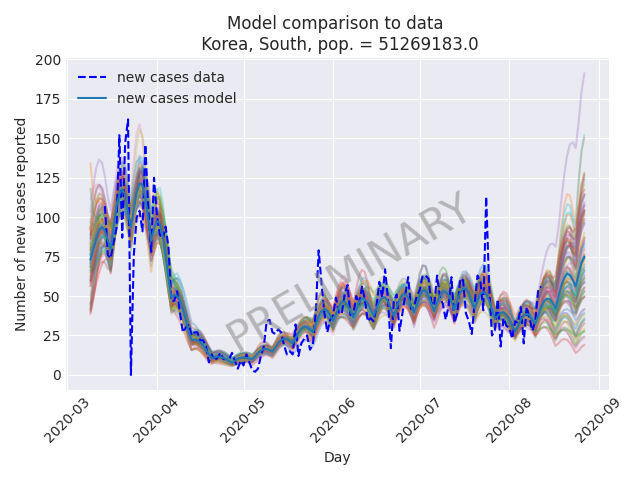 Model comparison to data
Korea, South, pop. = 51269183.0
new cases data
new cases model
Number of new cases reported
200
175
150
125
100
75
50
25
0
PRELIMINARY
2020-03
2020-04
2020-05
2020-06
2020-07
2020-08
2020-09
Day